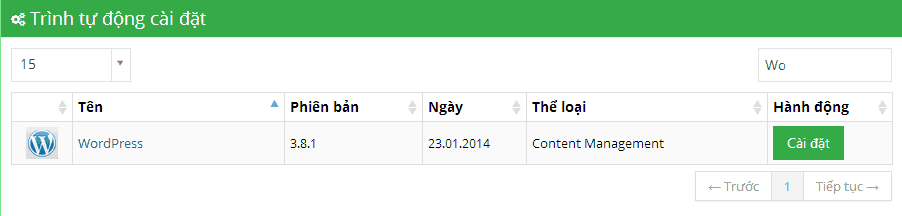 Trình tự động cài đặt
15
Wo
Tên Phiên bản Ngày Thể loại Hành động
WordPress 3.8.1 23.01.2014 Content Management Cài đặt
← Trước 1 Tiếp tục →